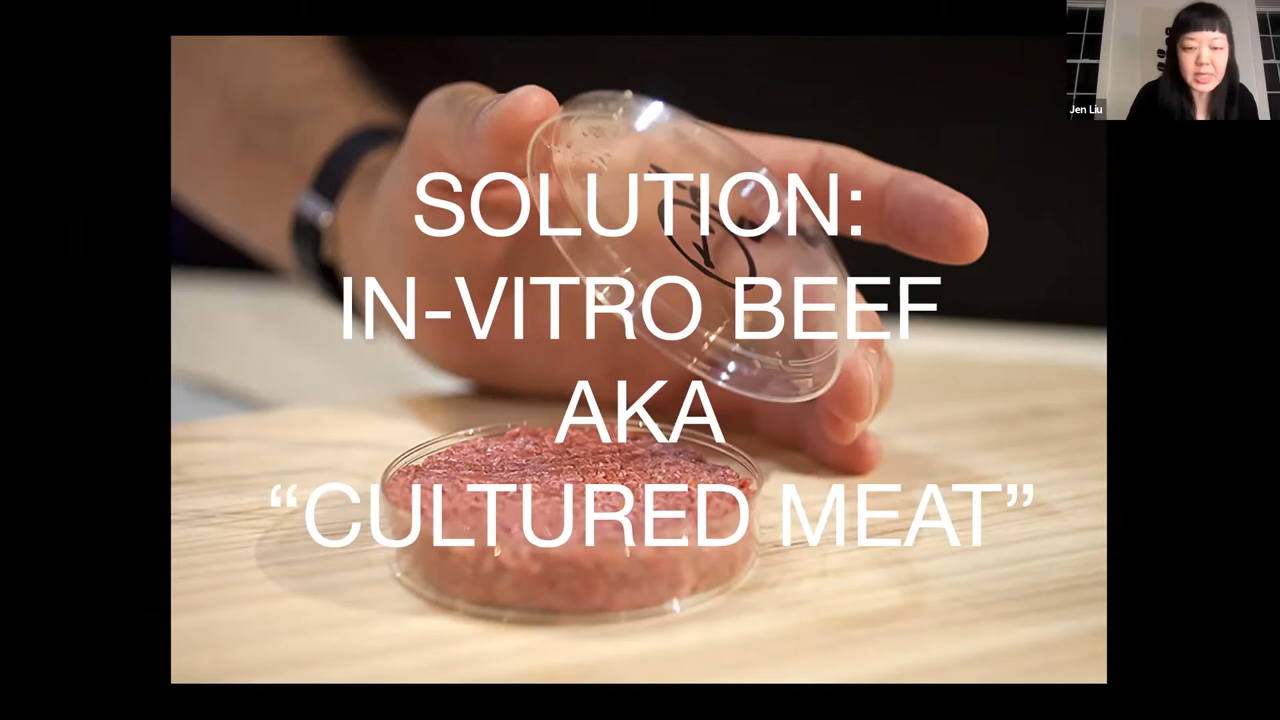 Jen Liu
SOLUTION:
IN-VITRO BEEF
AKA
“CULTURED MEAT”